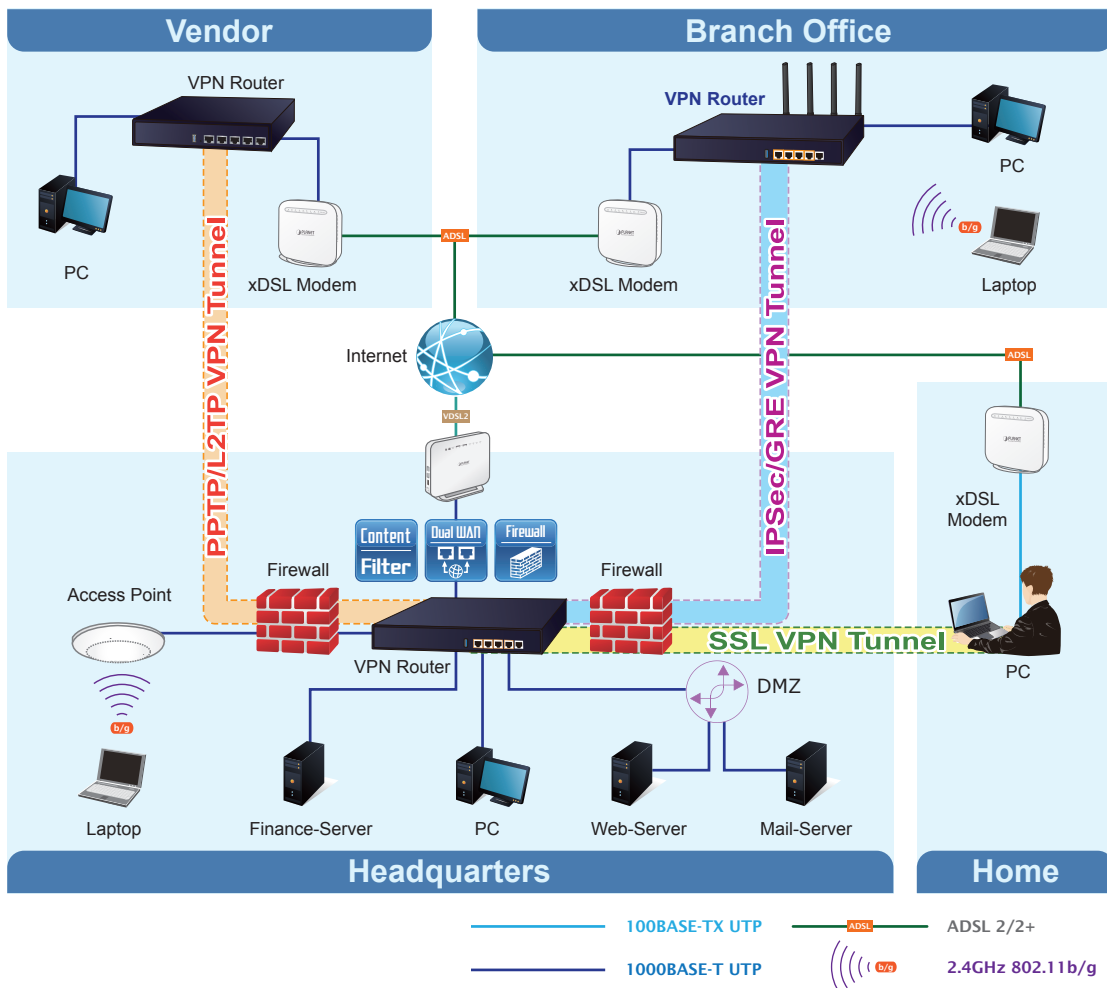 Vendor
Branch Office
VPN Router
PC
xDSL Modem
PPTP/L2TP VPN Tunnel
ADSL
VPN Router
xDSL Modem
PC
b/g
Laptop
IPSec/GRE VPN Tunnel
Internet
ADSL
VDSL2
PLANET
xDSL
Modem
Content
Filter
Dual WAN
Firewall
Firewall
Firewall
Access Point
VPN Router
SSL VPN Tunnel
PC
DMZ
b/g
Laptop
Finance-Server
PC
Web-Server
Mail-Server
Headquarters
Home
100BASE-TX UTP
ADSL
ADSL 2/2+
1000BASE-T UTP
b/g
2.4GHz 802.11b/g